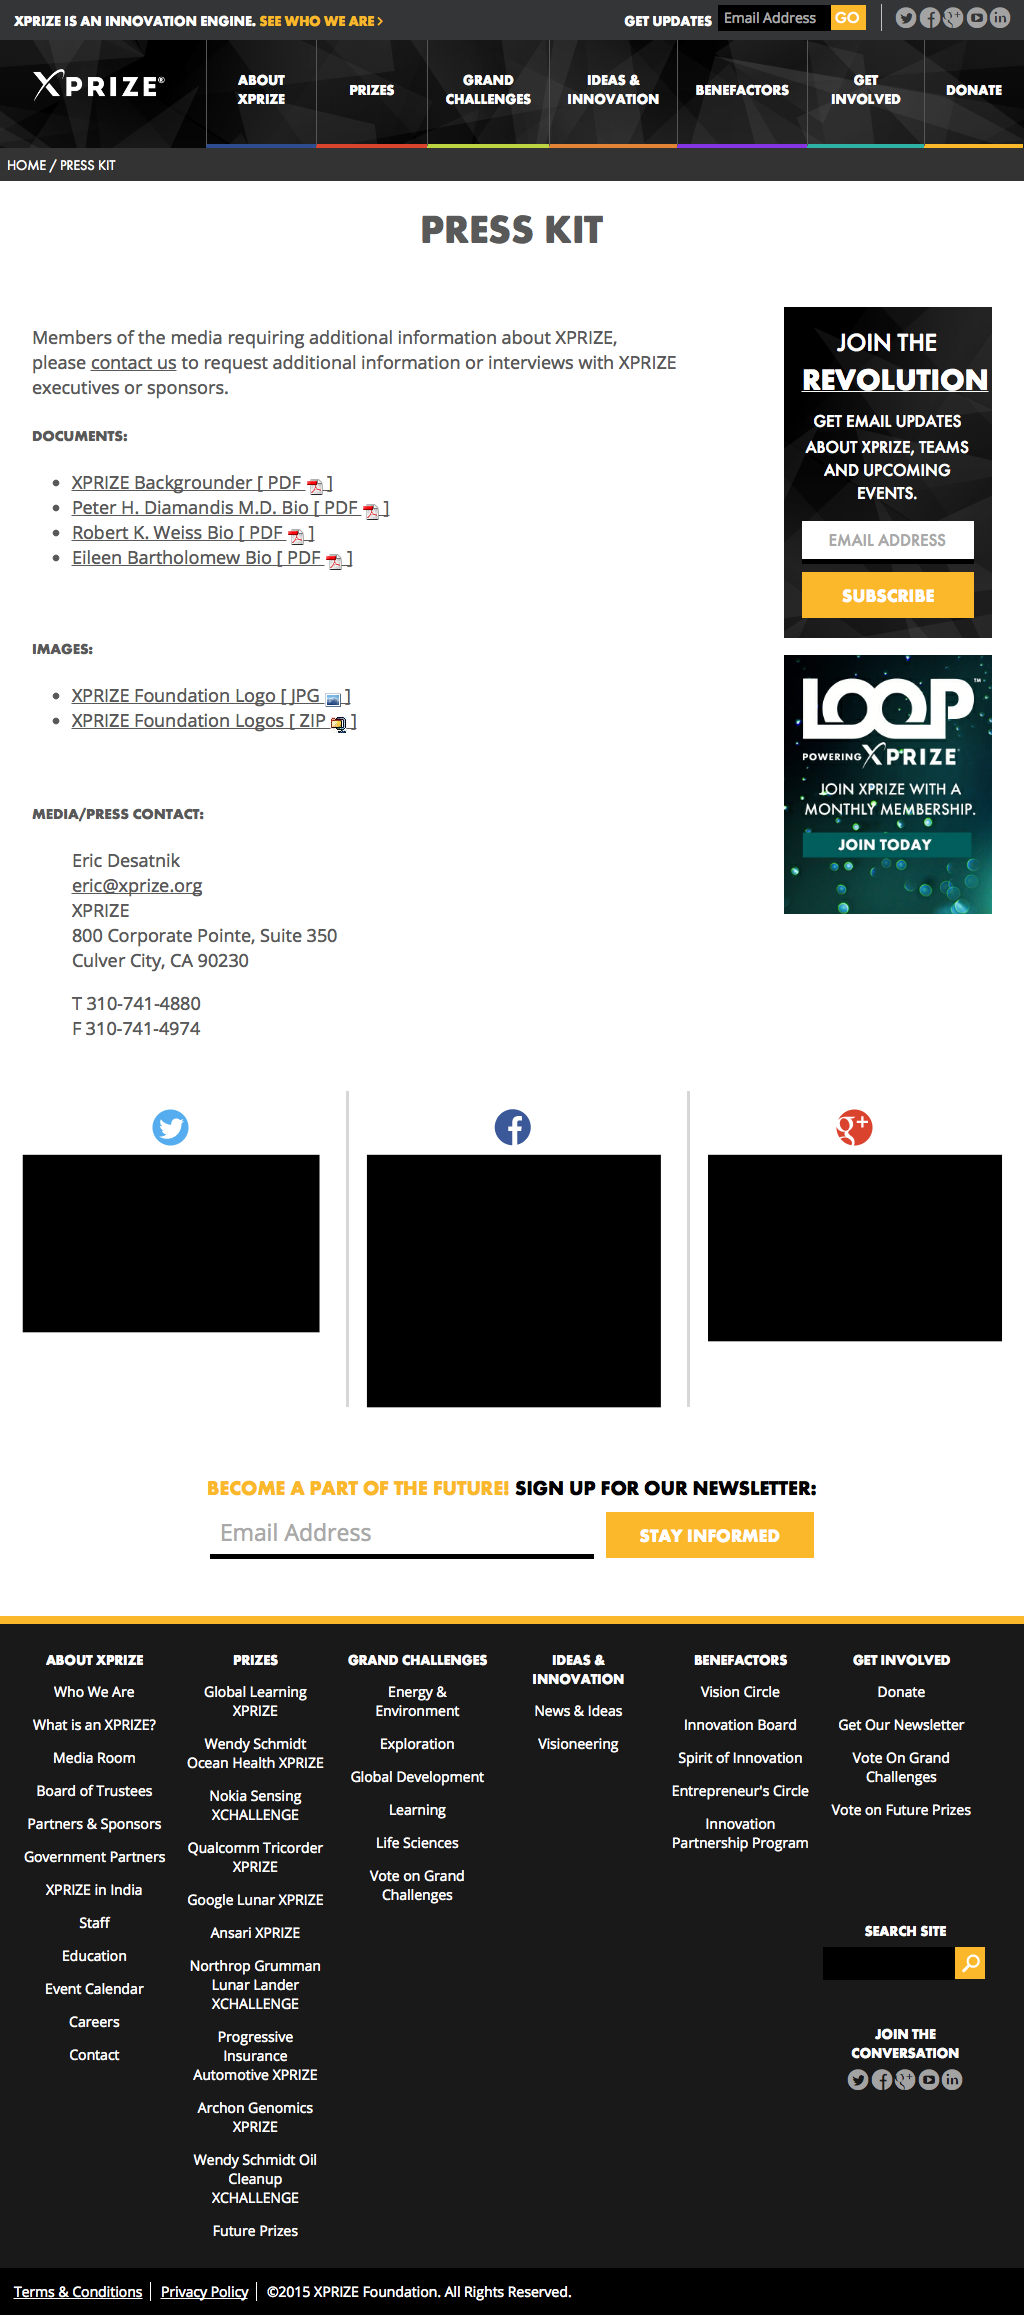 XPRIZE IS AN INNOVATION ENGINE. SEE WHO WE ARE >
GET UPDATES Email Address GO
XPRIZE®
ABOUT XPRIZE
PRIZES
GRAND CHALLENGES
IDEAS & INNOVATION
BENEFACTORS
GET INVOLVED
DONATE
HOME / PRESS KIT
PRESS KIT
Members of the media requiring additional information about XPRIZE,
please contact us to request additional information or interviews with XPRIZE
executives or sponsors.
DOCUMENTS:
• XPRIZE Backgrounder [ PDF ]
• Peter H. Diamandis M.D. Bio [ PDF ]
• Robert K. Weiss Bio [ PDF ]
• Eileen Bartholomew Bio [ PDF ]
IMAGES:
• XPRIZE Foundation Logo [ JPG ]
• XPRIZE Foundation Logos [ ZIP ]
MEDIA/PRESS CONTACT:
Eric Desatnik
eric@xprize.org
XPRIZE
800 Corporate Pointe, Suite 350
Culver City, CA 90230
T 310-741-4880
F 310-741-4974
JOIN THE
REVOLUTION
GET EMAIL UPDATES
ABOUT XPRIZE, TEAMS
AND UPCOMING
EVENTS.
EMAIL ADDRESS
SUBSCRIBE
LOOP™
POWERING XPRIZE
JOIN XPRIZE WITH A
MONTHLY MEMBERSHIP.
JOIN TODAY
BECOME A PART OF THE FUTURE! SIGN UP FOR OUR NEWSLETTER:
Email Address
STAY INFORMED
ABOUT XPRIZE
Who We Are
What is an XPRIZE?
Media Room
Board of Trustees
Partners & Sponsors
Government Partners
XPRIZE in India
Staff
Education
Event Calendar
Careers
Contact
PRIZES
Global Learning
XPRIZE
Wendy Schmidt
Ocean Health XPRIZE
Nokia Sensing
XCHALLENGE
Qualcomm Tricorder
XPRIZE
Google Lunar XPRIZE
Ansari XPRIZE
Northrop Grumman
Lunar Lander
XCHALLENGE
Progressive
Insurance
Automotive XPRIZE
Archon Genomics
XPRIZE
Wendy Schmidt Oil
Cleanup
XCHALLENGE
Future Prizes
GRAND CHALLENGES
Energy &
Environment
Exploration
Global Development
Learning
Life Sciences
Vote on Grand
Challenges
IDEAS &
INNOVATION
News & Ideas
Visioneering
BENEFACTORS
Vision Circle
Innovation Board
Spirit of Innovation
Entrepreneur's Circle
Innovation
Partnership Program
GET INVOLVED
Donate
Get Our Newsletter
Vote On Grand
Challenges
Vote on Future Prizes
SEARCH SITE
JOIN THE
CONVERSATION
Terms & Conditions | Privacy Policy | ©2015 XPRIZE Foundation. All Rights Reserved.